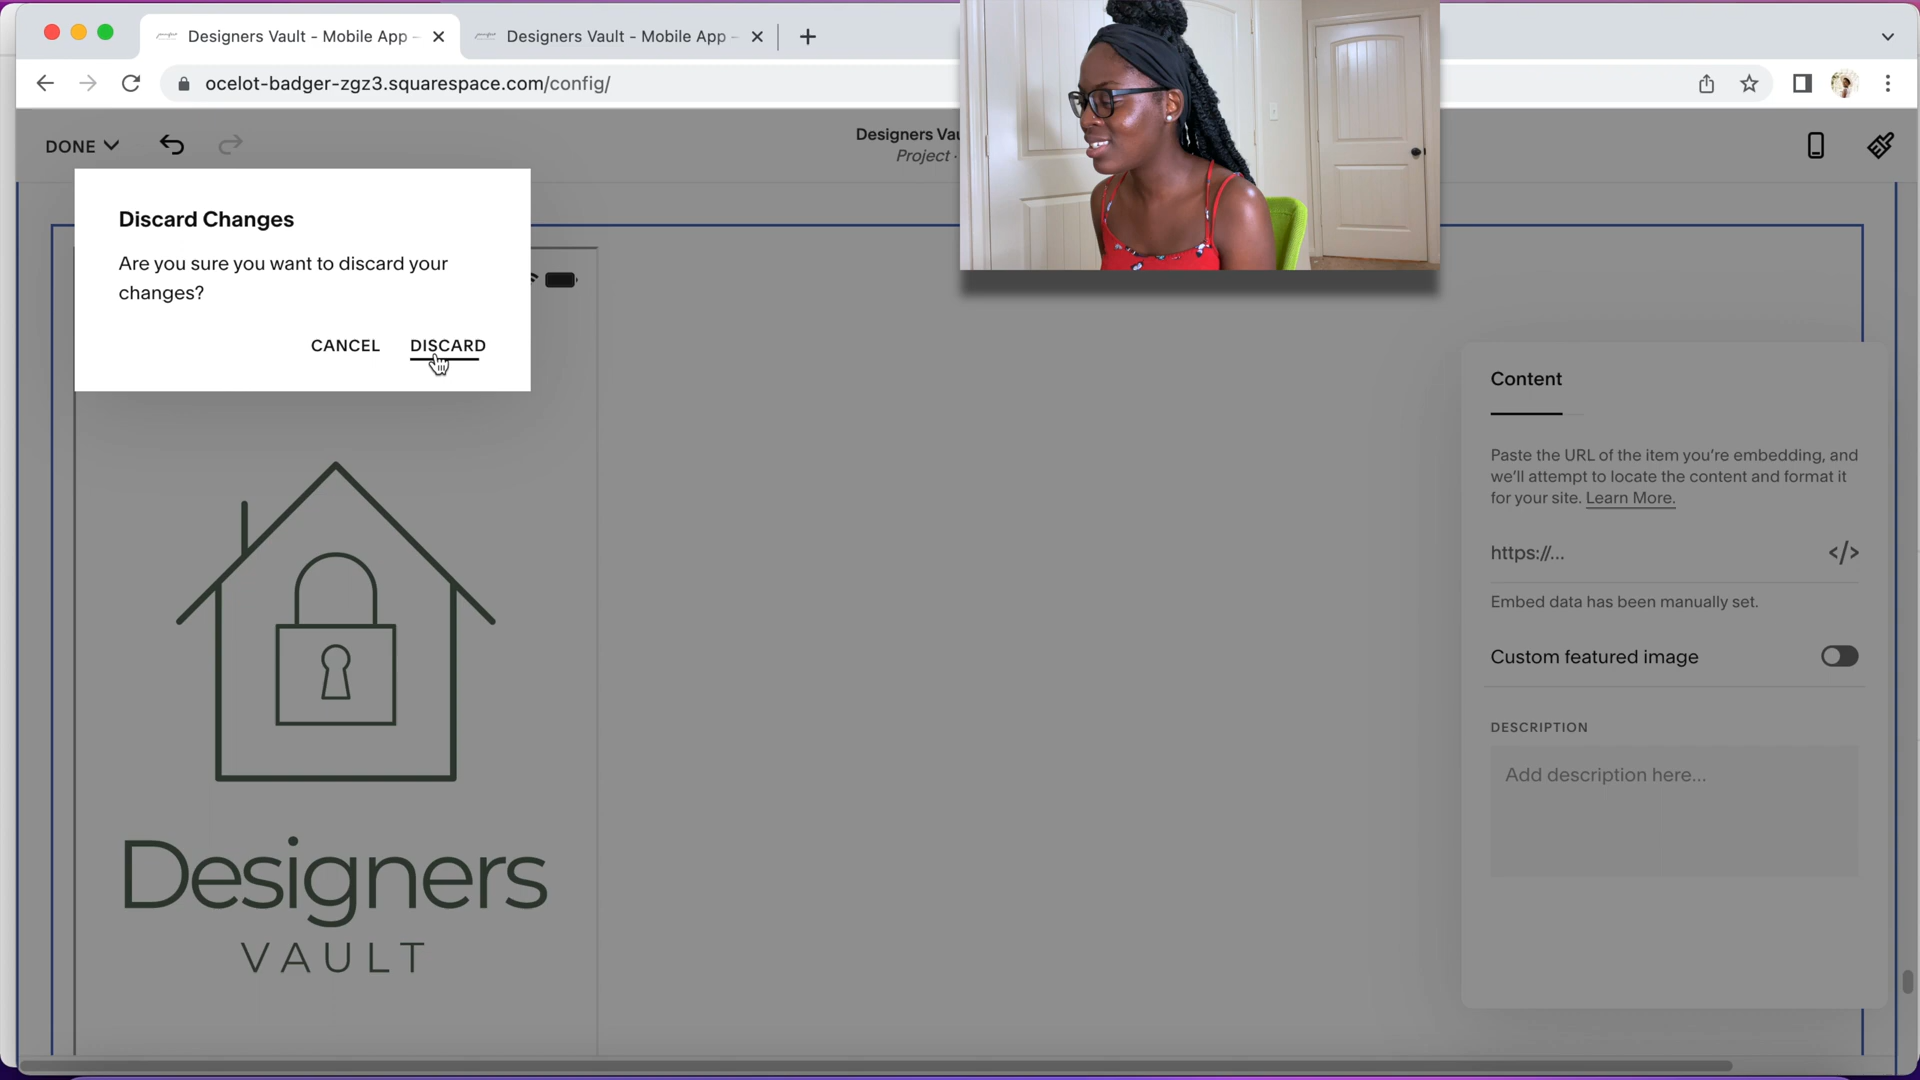 Designers Vault - Mobile App -
Designers Vault - Mobile App -
ocelot-badger-zgz3.squarespace.com/config/
DONE
Designers Vau
Project ·
Discard Changes
Are you sure you want to discard your
changes?
CANCEL DISCARD
Content
Paste the URL of the item you’re embedding, and
we’ll attempt to locate the content and format it
for your site. Learn More.
https://...
</>
Embed data has been manually set.
Custom featured image
DESCRIPTION
Add description here...
Designers
VAULT